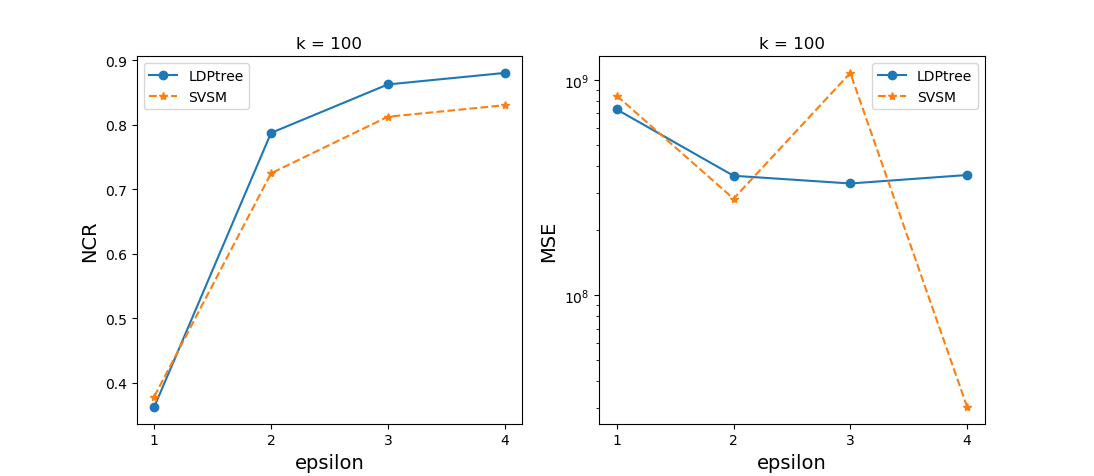 k = 100
LDPtree
SVSM
0.9
0.8
0.7
0.6
0.5
0.4
NCR
1 2 3 4
epsilon
k = 100
LDPtree
SVSM
10⁹
10⁸
MSE
1 2 3 4
epsilon